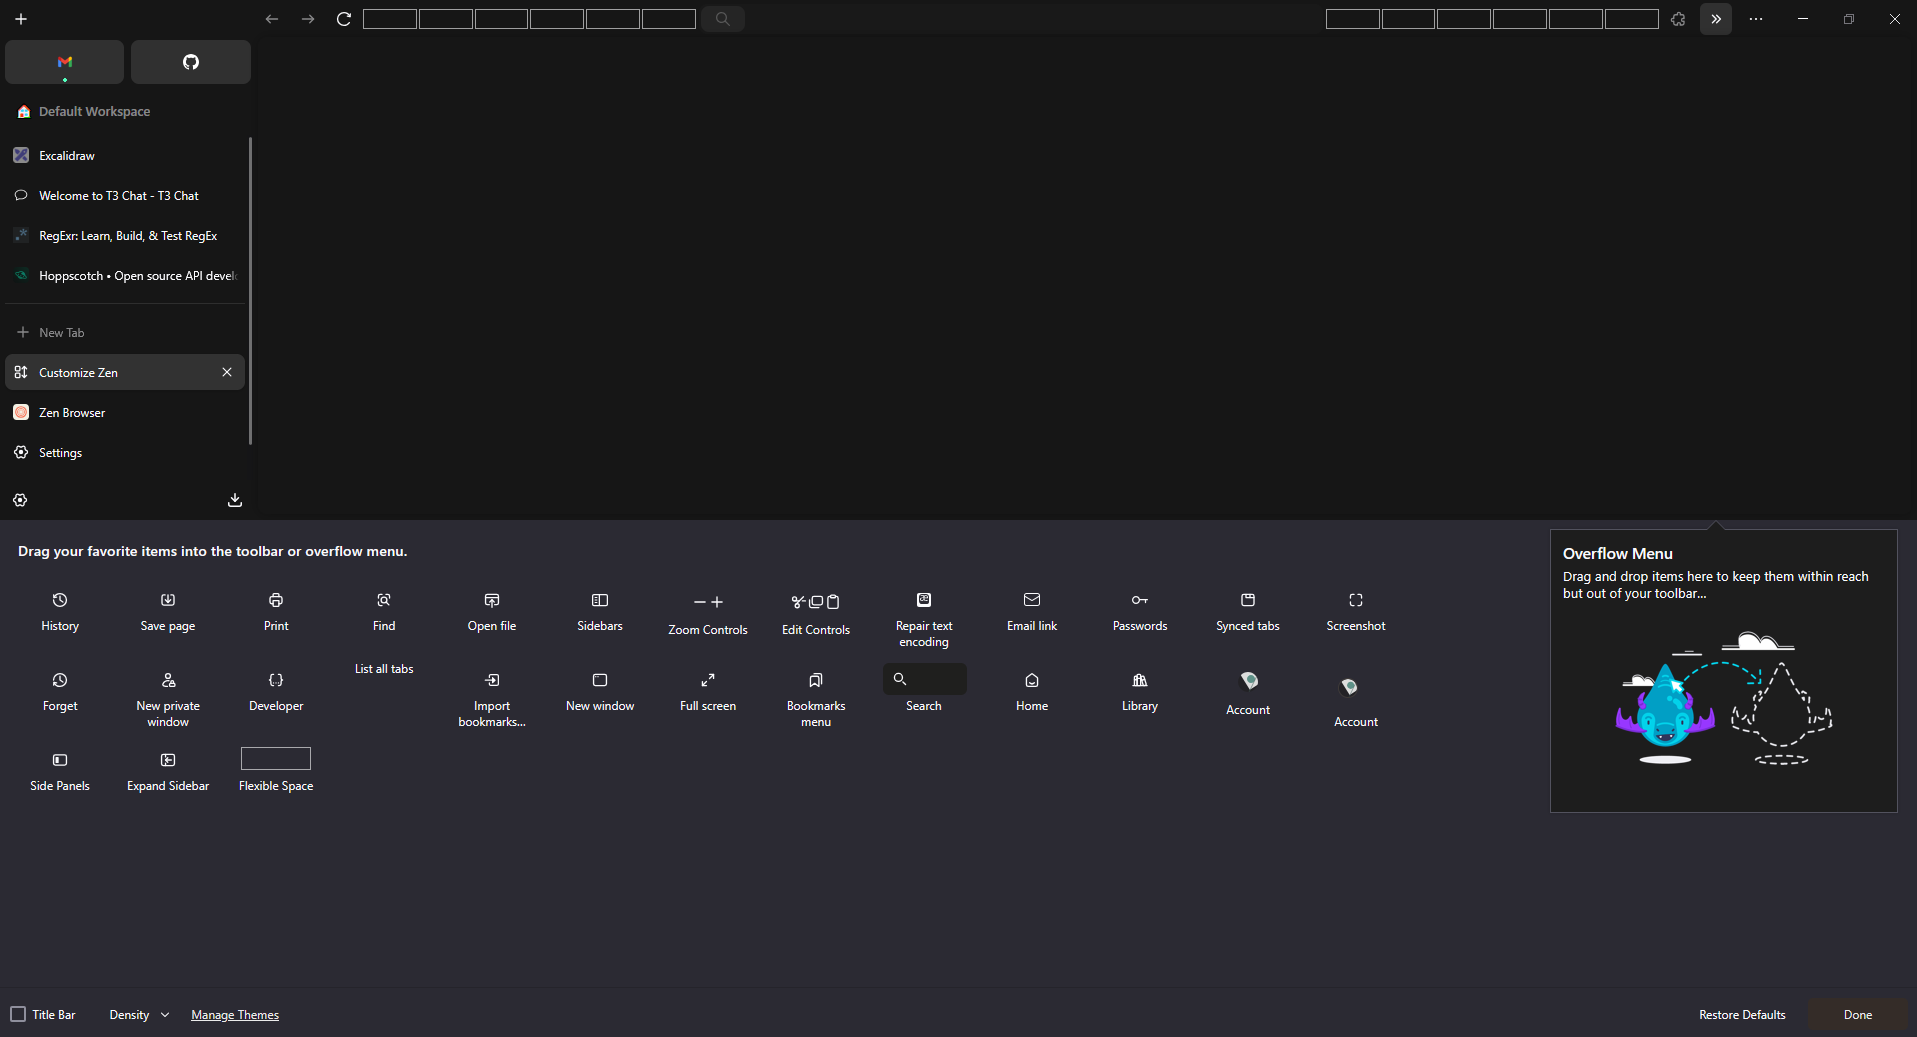 Default Workspace
Excalidraw
Welcome to T3 Chat - T3 Chat
RegExr: Learn, Build, & Test RegEx
Hoppscotch • Open source API devel
New Tab
Customize Zen
Zen Browser
Settings
Drag your favorite items into the toolbar or overflow menu.
History
Save page
Print
Find
Open file
Sidebars
Zoom Controls
Edit Controls
Repair text
encoding
Email link
Passwords
Synced tabs
Screenshot
Forget
New private
window
Developer
List all tabs
Import
bookmarks...
New window
Full screen
Bookmarks
menu
Search
Home
Library
Account
Account
Side Panels
Expand Sidebar
Flexible Space
Overflow Menu
Drag and drop items here to keep them within reach
but out of your toolbar...
Title Bar
Density
Manage Themes
Restore Defaults
Done